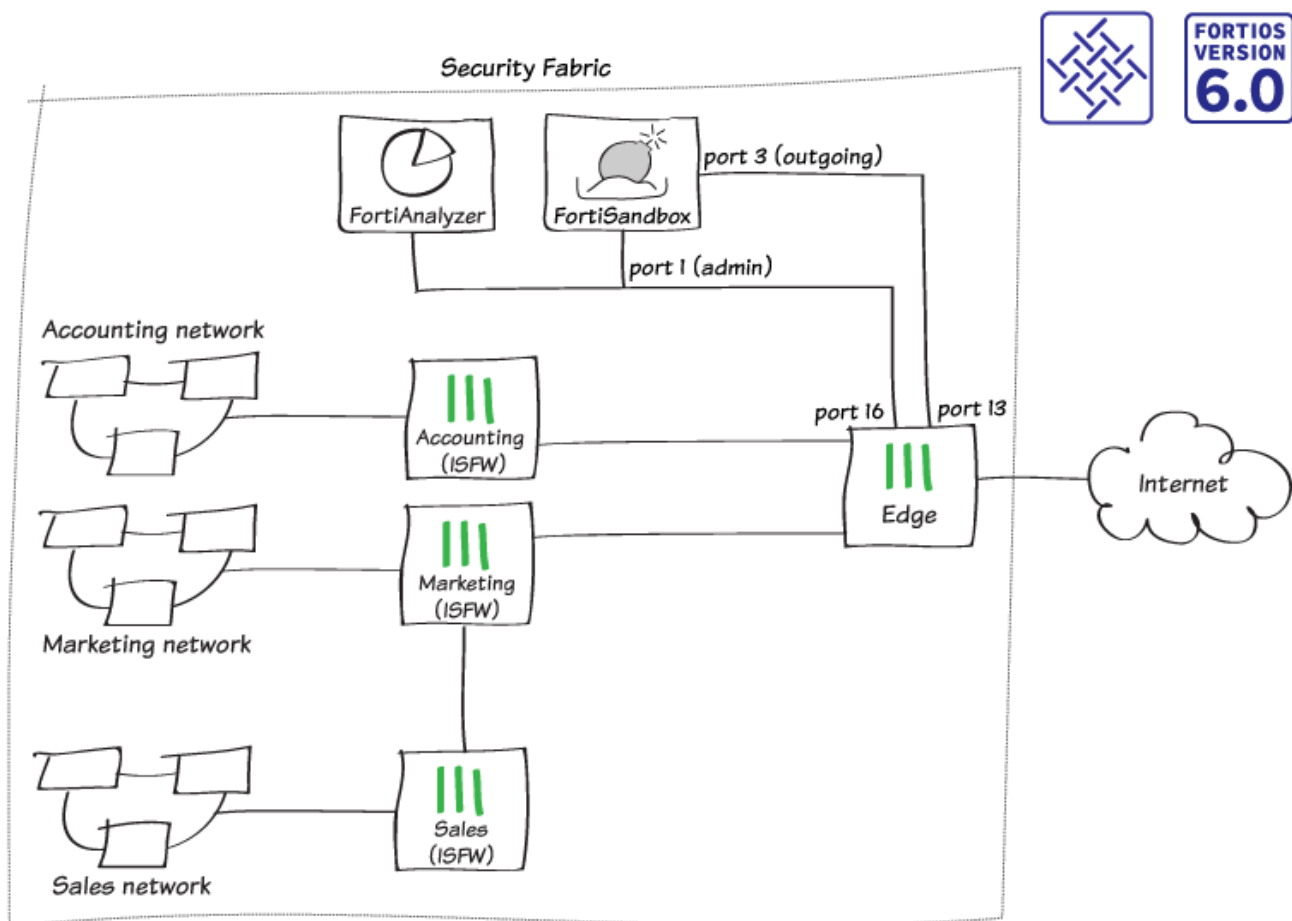 Security Fabric
FORTIOS
VERSION
6.0
FortiAnalyzer
FortiSandbox
port 3 (outgoing)
port 1 (admin)
Accounting network
Accounting
(ISFW)
port 16
port 13
Edge
Internet
Marketing
(ISFW)
Marketing network
Sales
(ISFW)
Sales network